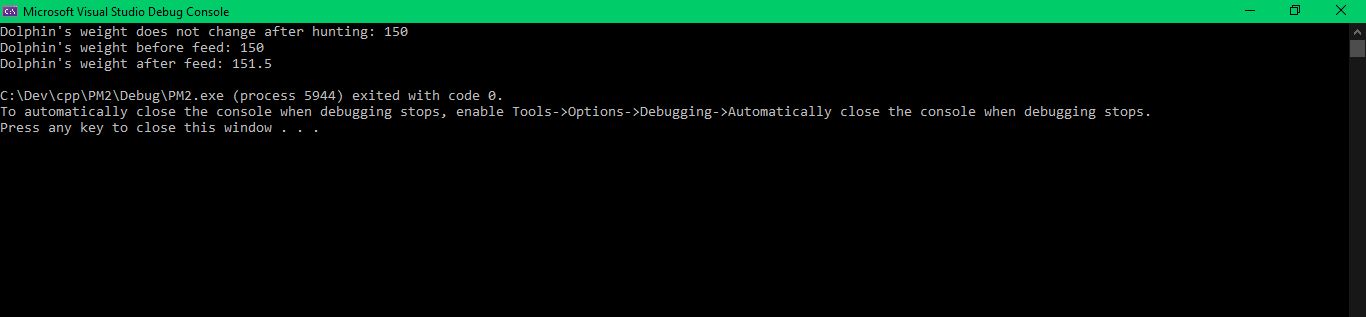 Microsoft Visual Studio Debug Console
Dolphin's weight does not change after hunting: 150
Dolphin's weight before feed: 150
Dolphin's weight after feed: 151.5
C:\Dev\cpp\PM2\Debug\PM2.exe (process 5944) exited with code 0.
To automatically close the console when debugging stops, enable Tools->Options->Debugging->Automatically close the console when debugging stops.
Press any key to close this window . . .